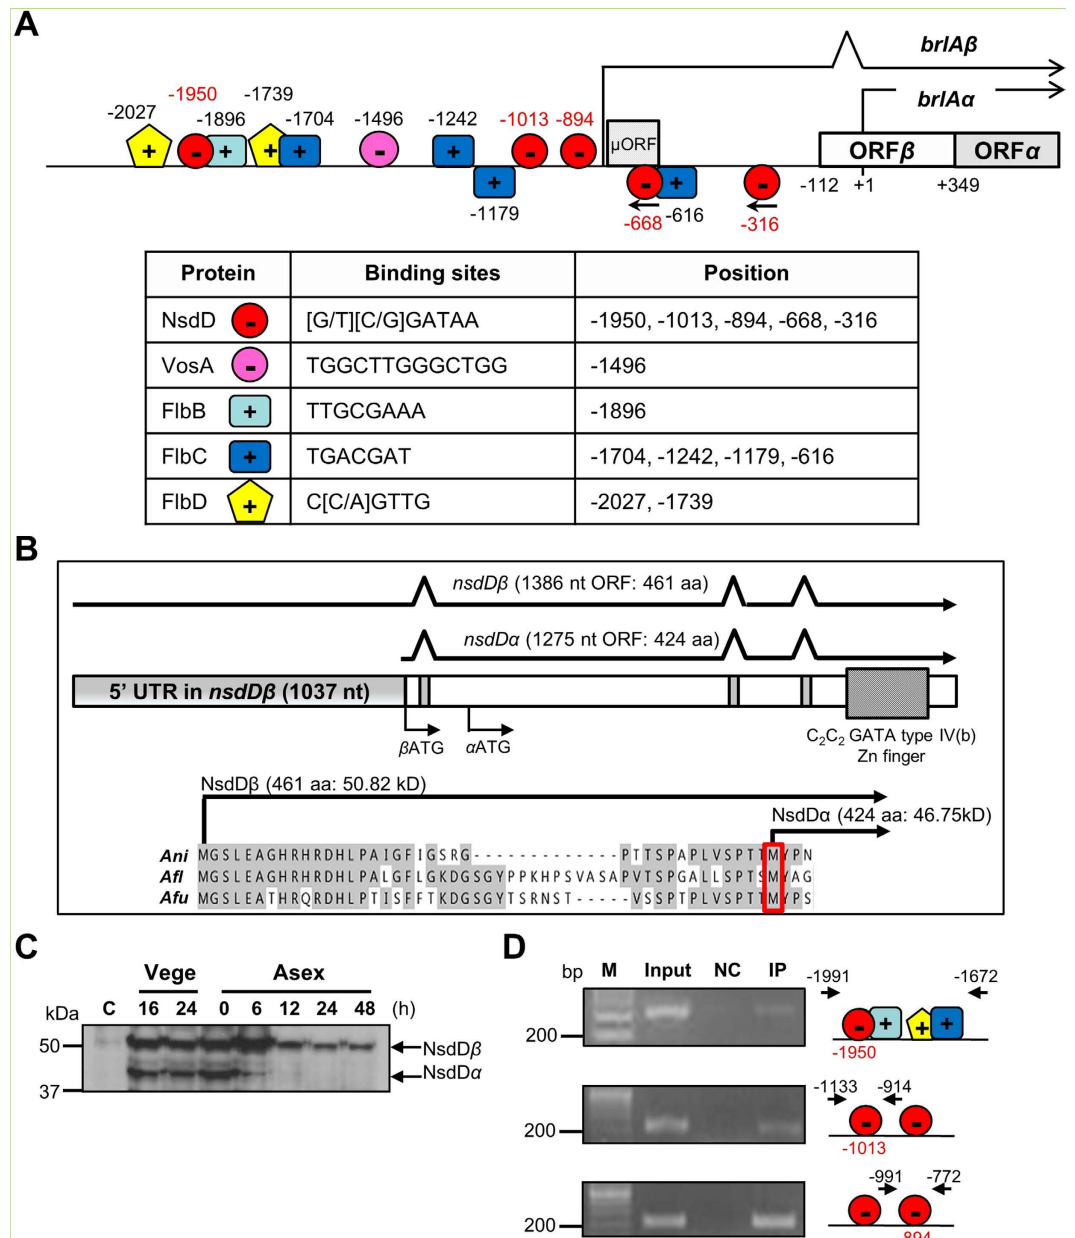 A
brlAβ
brlAα
-2027 -1950 -1896 -1739 -1704 -1496 -1242 -1013 -894
+ - + + + - + - -
µORF
ORFβ ORFα
+ - + -
-1179 -668 -616 -316 -112 +1 +349
Protein Binding sites Position
NsdD - [G/T][C/G]GATAA -1950, -1013, -894, -668, -316
VosA - TGGCTTGGGCTGG -1496
FlbB + TTGCGAAA -1896
FlbC + TGACGAT -1704, -1242, -1179, -616
FlbD + C[C/A]GTTG -2027, -1739
B
nsdDβ (1386 nt ORF: 461 aa)
nsdDα (1275 nt ORF: 424 aa)
5' UTR in nsdDβ (1037 nt)
βATG αATG
C₂C₂ GATA type IV(b)
Zn finger
NsdDβ (461 aa: 50.82 kD)
NsdDα (424 aa: 46.75kD)
Ani MGSLEAGHRHRDHLPAIGFIGSRG------------PTTSPAPLVSPTTMYPN
Afl MGSLEAGHRHRDHLPALGFLGKDGSGYPPKHPSVASAPVTSPGALLSPTSMYAG
Afu MGSLEATHRQRDHLPTISFFTKDGSGYTSRNST-----VSSPTPLVSPTTMYPS
C
Vege Asex
kDa C 16 24 0 6 12 24 48 (h)
50
37
NsdDβ
NsdDα
D
bp M Input NC IP
200
-1991 -1672
- + + +
-1950
200
-1133 -914
- -
-1013
200
-991 -772
- -
-894